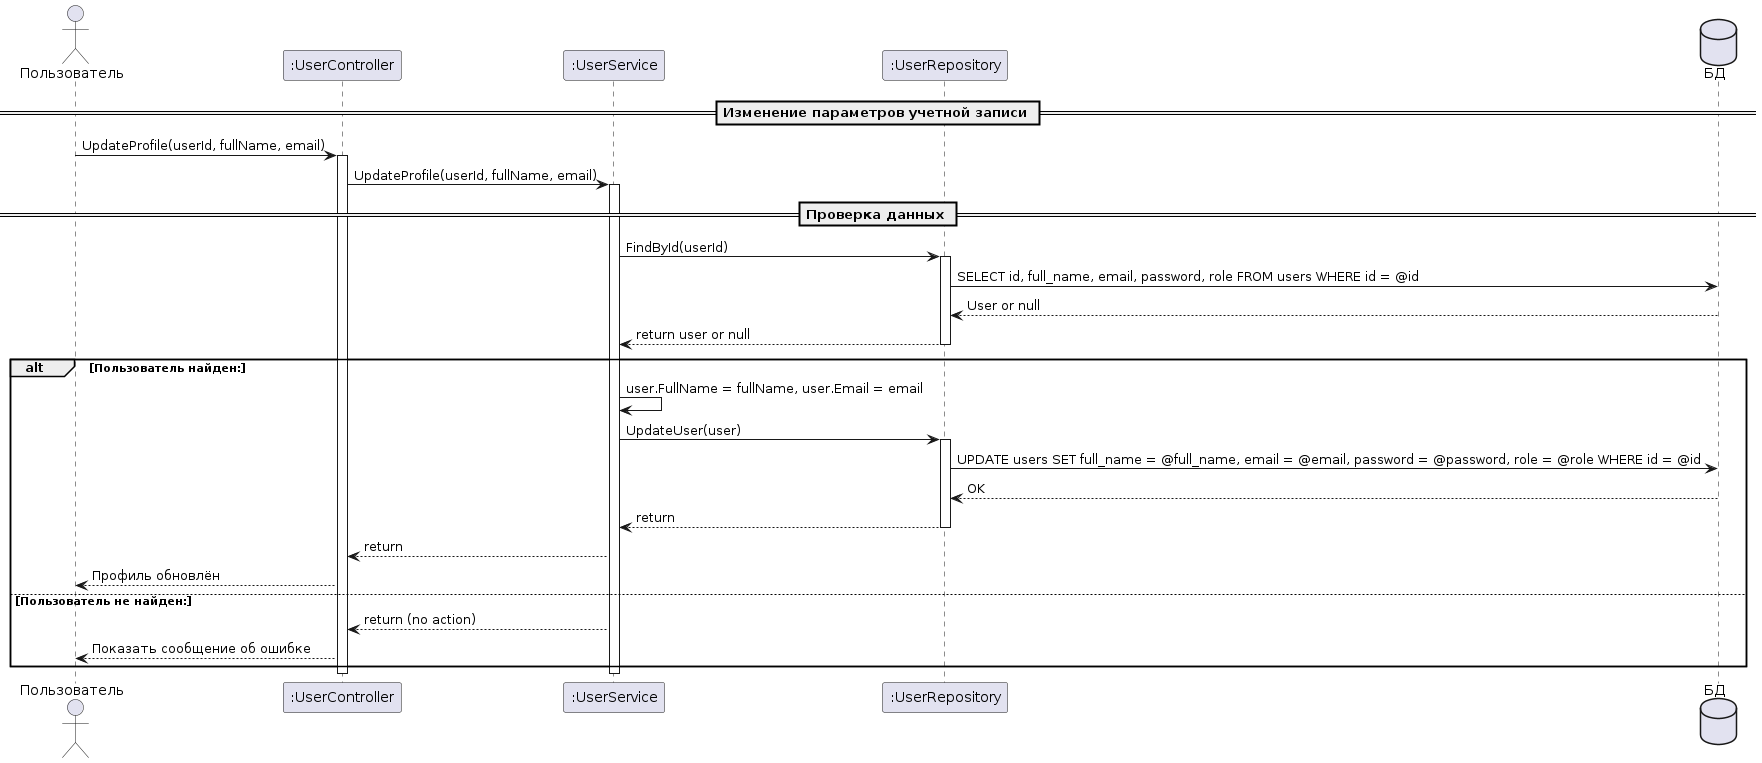 Пользователь
:UserController
:UserService
:UserRepository
БД
Изменение параметров учетной записи
UpdateProfile(userId, fullName, email)
UpdateProfile(userId, fullName, email)
Проверка данных
FindById(userId)
SELECT id, full_name, email, password, role FROM users WHERE id = @id
User or null
return user or null
alt
[Пользователь найден:]
user.FullName = fullName, user.Email = email
UpdateUser(user)
UPDATE users SET full_name = @full_name, email = @email, password = @password, role = @role WHERE id = @id
OK
return
return
Профиль обновлён
[Пользователь не найден:]
return (no action)
Показать сообщение об ошибке
Пользователь
:UserController
:UserService
:UserRepository
БД